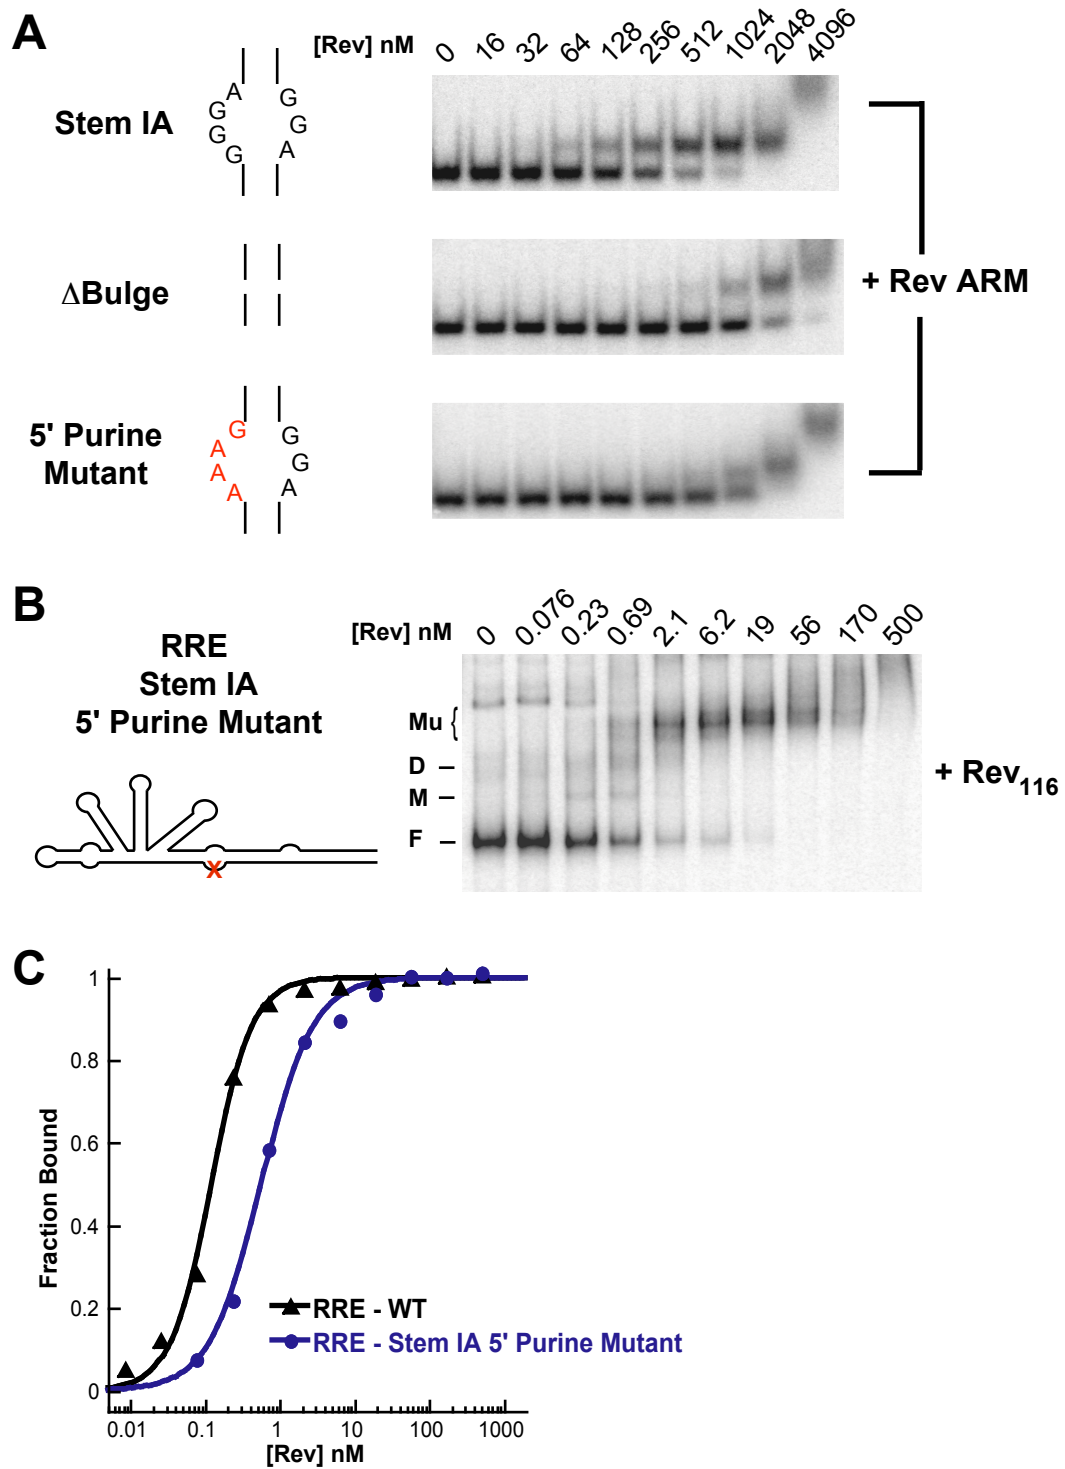 A
[Rev] nM 0 16 32 64 128 256 512 1024 2048 4096
Stem IA
A
G
G
G
G
G
A
ΔBulge
+ Rev ARM
5' Purine
Mutant
G
A
A
A
G
G
A
B
[Rev] nM 0 0.076 0.23 0.69 2.1 6.2 19 56 170 500
RRE
Stem IA
5' Purine Mutant
X
Mu {
D –
M –
F –
+ Rev116
C
Fraction Bound
1
0.8
0.6
0.4
0.2
0
RRE - WT
RRE - Stem IA 5' Purine Mutant
0.01 0.1 1 10 100 1000
[Rev] nM